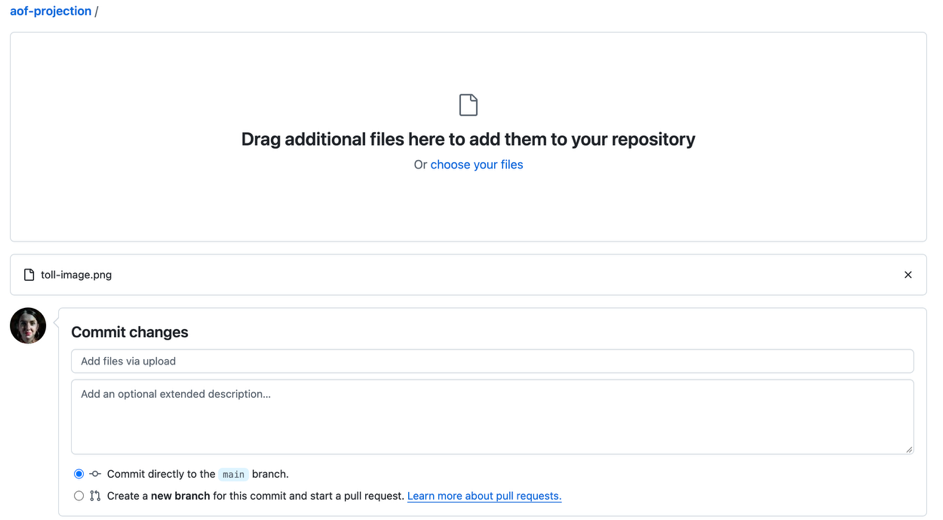 aof-projection /
Drag additional files here to add them to your repository
Or choose your files
toll-image.png
Commit changes
Add files via upload
Add an optional extended description...
Commit directly to the main branch.
Create a new branch for this commit and start a pull request. Learn more about pull requests.